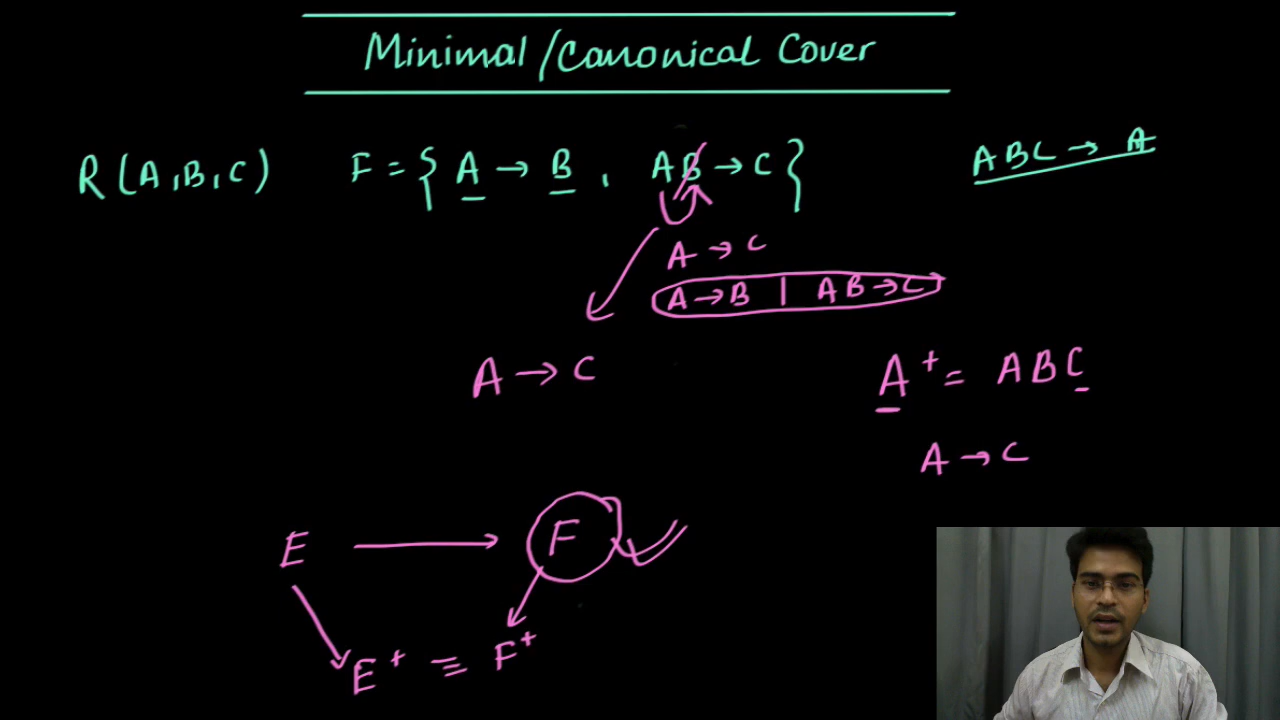 Minimal/Canonical Cover
R(A,B,C) F = { A → B , AB → C } ABC → A
A → C
A → B | AB → C
A → C A⁺ = ABC
A → C
E → F
E⁺ ≡ F⁺